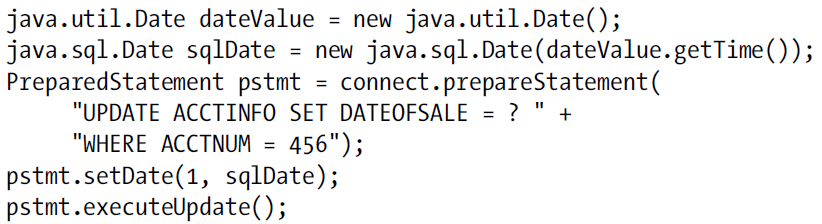 java.util.Date dateValue = new java.util.Date();
java.sql.Date sqlDate = new java.sql.Date(dateValue.getTime());
PreparedStatement pstmt = connect.prepareStatement(
     "UPDATE ACCTINFO SET DATEOFSALE = ? " +
     "WHERE ACCTNUM = 456");
pstmt.setDate(1, sqlDate);
pstmt.executeUpdate();